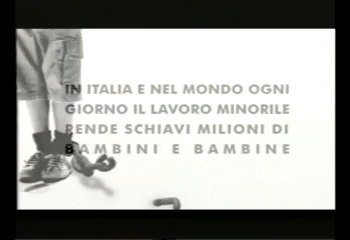 IN ITALIA E NEL MONDO OGNI
GIORNO IL LAVORO MINORILE
RENDE SCHIAVI MILIONI DI
BAMBINI E BAMBINE